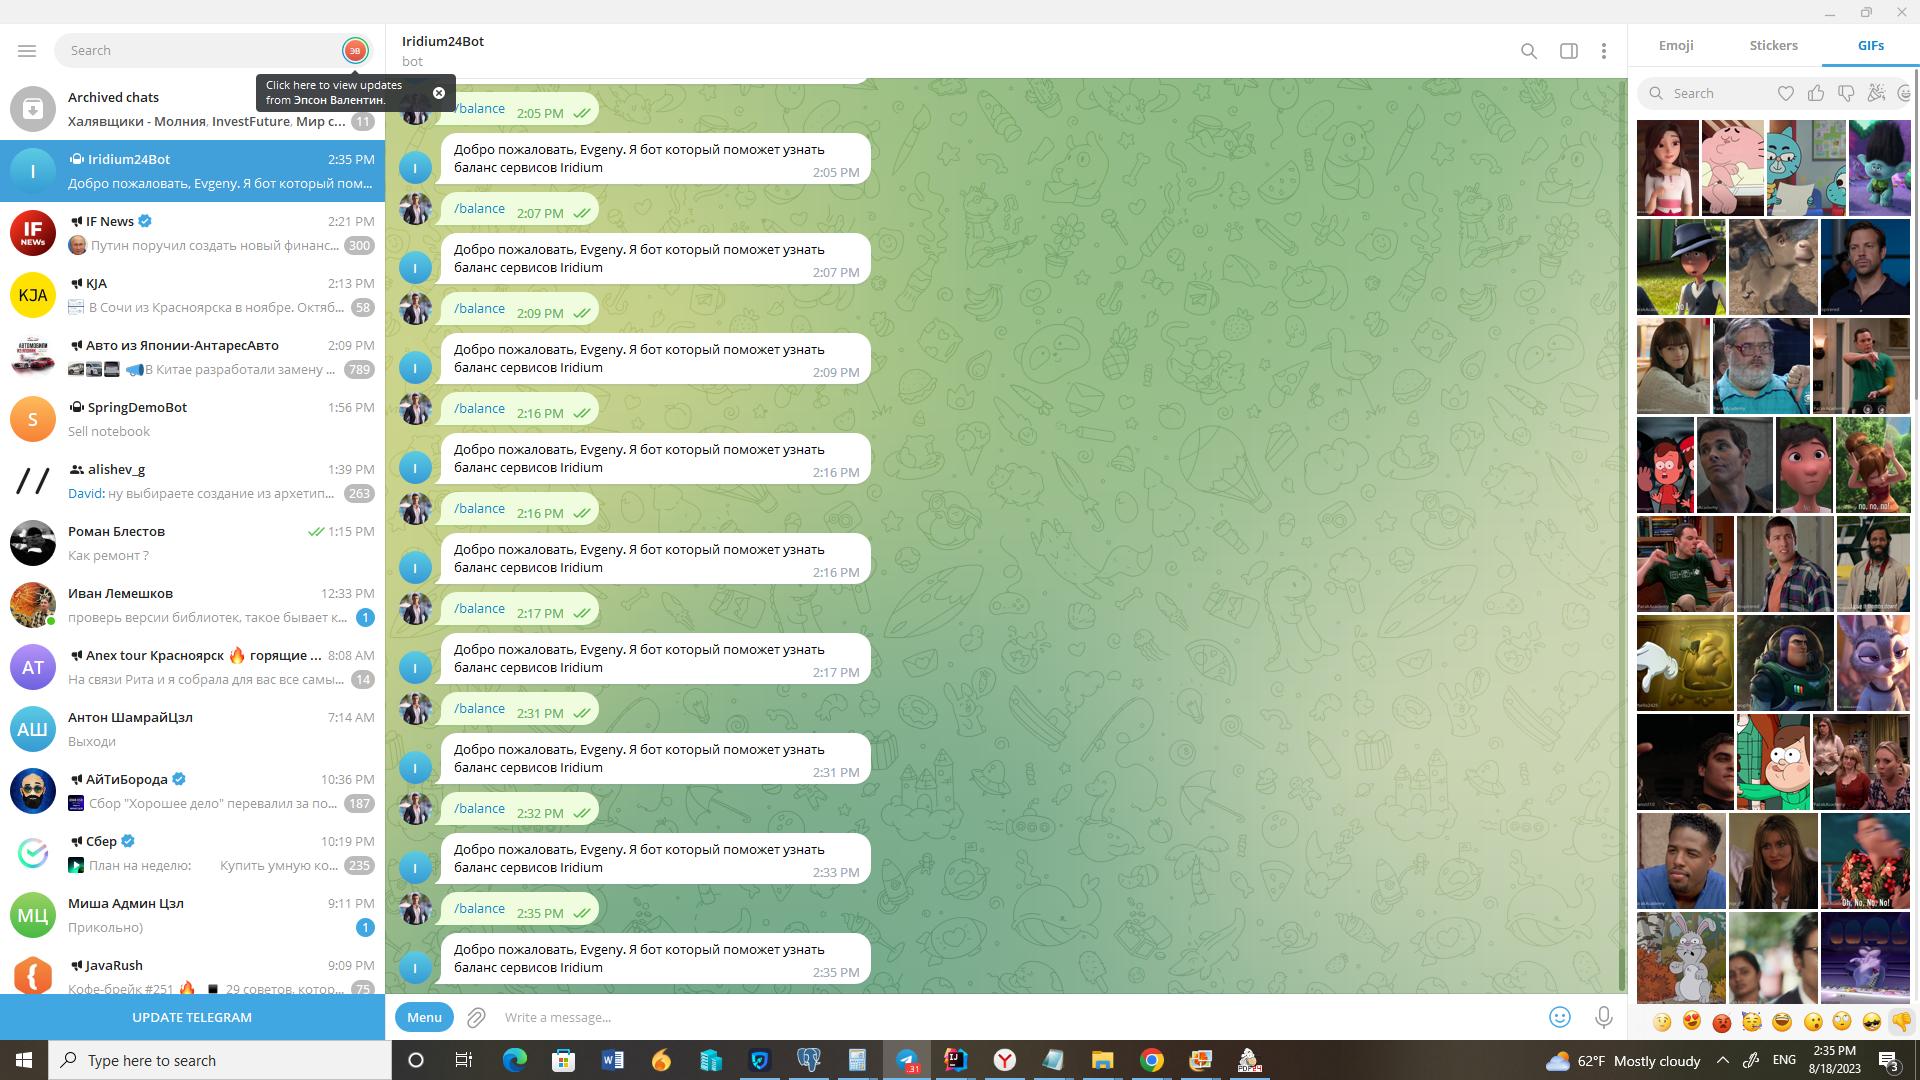 Search
ЭВ
Click here to view updates
from Эпсон Валентин.
Archived chats
Халявщики - Молния, InvestFuture, Мир с... 11
I
Iridium24Bot 2:35 PM
Добро пожаловать, Evgeny. Я бот который пом...
IF
NEWs
IF News 2:21 PM
Путин поручил создать новый финанс... 300
KJA
KJA 2:13 PM
В Сочи из Красноярска в ноябре. Октяб... 58
Авто из Японии-АнтаресАвто 2:09 PM
В Китае разработали замену ... 789
S
SpringDemoBot 1:56 PM
Sell notebook
//
alishev_g 1:39 PM
David: ну выбираете создание из архетип... 263
Роман Блестов 1:15 PM
Как ремонт ?
Иван Лемешков 12:33 PM
проверь версии библиотек, такое бывает к... 1
AT
Anex tour Красноярск 🔥 горящие ... 8:08 AM
На связи Рита и я собрала для вас все самы... 14
АШ
Антон ШамрайЦзл 7:14 AM
Выходи
АйТиБорода 10:36 PM
Сбор "Хорошее дело" перевалил за по... 187
Сбер 10:19 PM
План на неделю: Купить умную ко... 235
МЦ
Миша Админ Цзл 9:11 PM
Прикольно) 1
JavaRush 9:09 PM
Кофе-брейк #251 🔥 29 советов, котор... 75
UPDATE TELEGRAM
Iridium24Bot
bot
/balance 2:05 PM
Добро пожаловать, Evgeny. Я бот который поможет узнать
баланс сервисов Iridium 2:05 PM
/balance 2:07 PM
Добро пожаловать, Evgeny. Я бот который поможет узнать
баланс сервисов Iridium 2:07 PM
/balance 2:09 PM
Добро пожаловать, Evgeny. Я бот который поможет узнать
баланс сервисов Iridium 2:09 PM
/balance 2:16 PM
Добро пожаловать, Evgeny. Я бот который поможет узнать
баланс сервисов Iridium 2:16 PM
/balance 2:16 PM
Добро пожаловать, Evgeny. Я бот который поможет узнать
баланс сервисов Iridium 2:16 PM
/balance 2:17 PM
Добро пожаловать, Evgeny. Я бот который поможет узнать
баланс сервисов Iridium 2:17 PM
/balance 2:31 PM
Добро пожаловать, Evgeny. Я бот который поможет узнать
баланс сервисов Iridium 2:31 PM
/balance 2:32 PM
Добро пожаловать, Evgeny. Я бот который поможет узнать
баланс сервисов Iridium 2:33 PM
/balance 2:35 PM
Добро пожаловать, Evgeny. Я бот который поможет узнать
баланс сервисов Iridium 2:35 PM
Menu
Write a message...
Emoji Stickers GIFs
Search
no, no, no!
Oh, No, No, No!
Type here to search
62°F Mostly cloudy
ENG
2:35 PM
8/18/2023
3